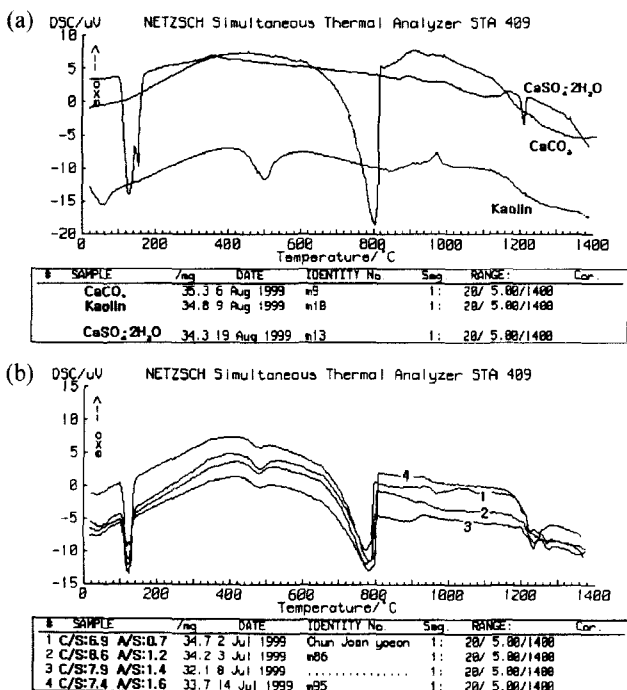 (a) DSC/uV NETZSCH Simultaneous Thermal Analyzer STA 409
10
<-- exo
5
0
-5
-10
-15
-20
CaSO₄·2H₂O
CaCO₃
Kaolin
0 200 400 600 800 1000 1200 1400
Temperature/°C
# SAMPLE /mg DATE IDENTITY No. Seg. RANGE: Cor.
CaCO₃ 35.3 6 Aug 1999 m9 1: 20/ 5.00/1400
Kaolin 34.8 9 Aug 1999 m10 1: 20/ 5.00/1400
CaSO₄·2H₂O 34.3 19 Aug 1999 m13 1: 20/ 5.00/1400
(b) DSC/uV NETZSCH Simultaneous Thermal Analyzer STA 409
15
<-- exo
10
5
0
-5
-10
-15
4
1
2
3
0 200 400 600 800 1000 1200 1400
Temperature/°C
# SAMPLE /mg DATE IDENTITY No. Seg. RANGE: Cor.
1 C/S:6.9 A/S:0.7 34.7 2 Jul 1999 Chun Joan yoeon 1: 20/ 5.00/1400
2 C/S:8.6 A/S:1.2 34.2 3 Jul 1999 m86 1: 20/ 5.00/1400
3 C/S:7.9 A/S:1.4 32.1 8 Jul 1999 .............. 1: 20/ 5.00/1400
4 C/S:7.4 A/S:1.6 33.7 14 Jul 1999 m95 1: 20/ 5.00/1400